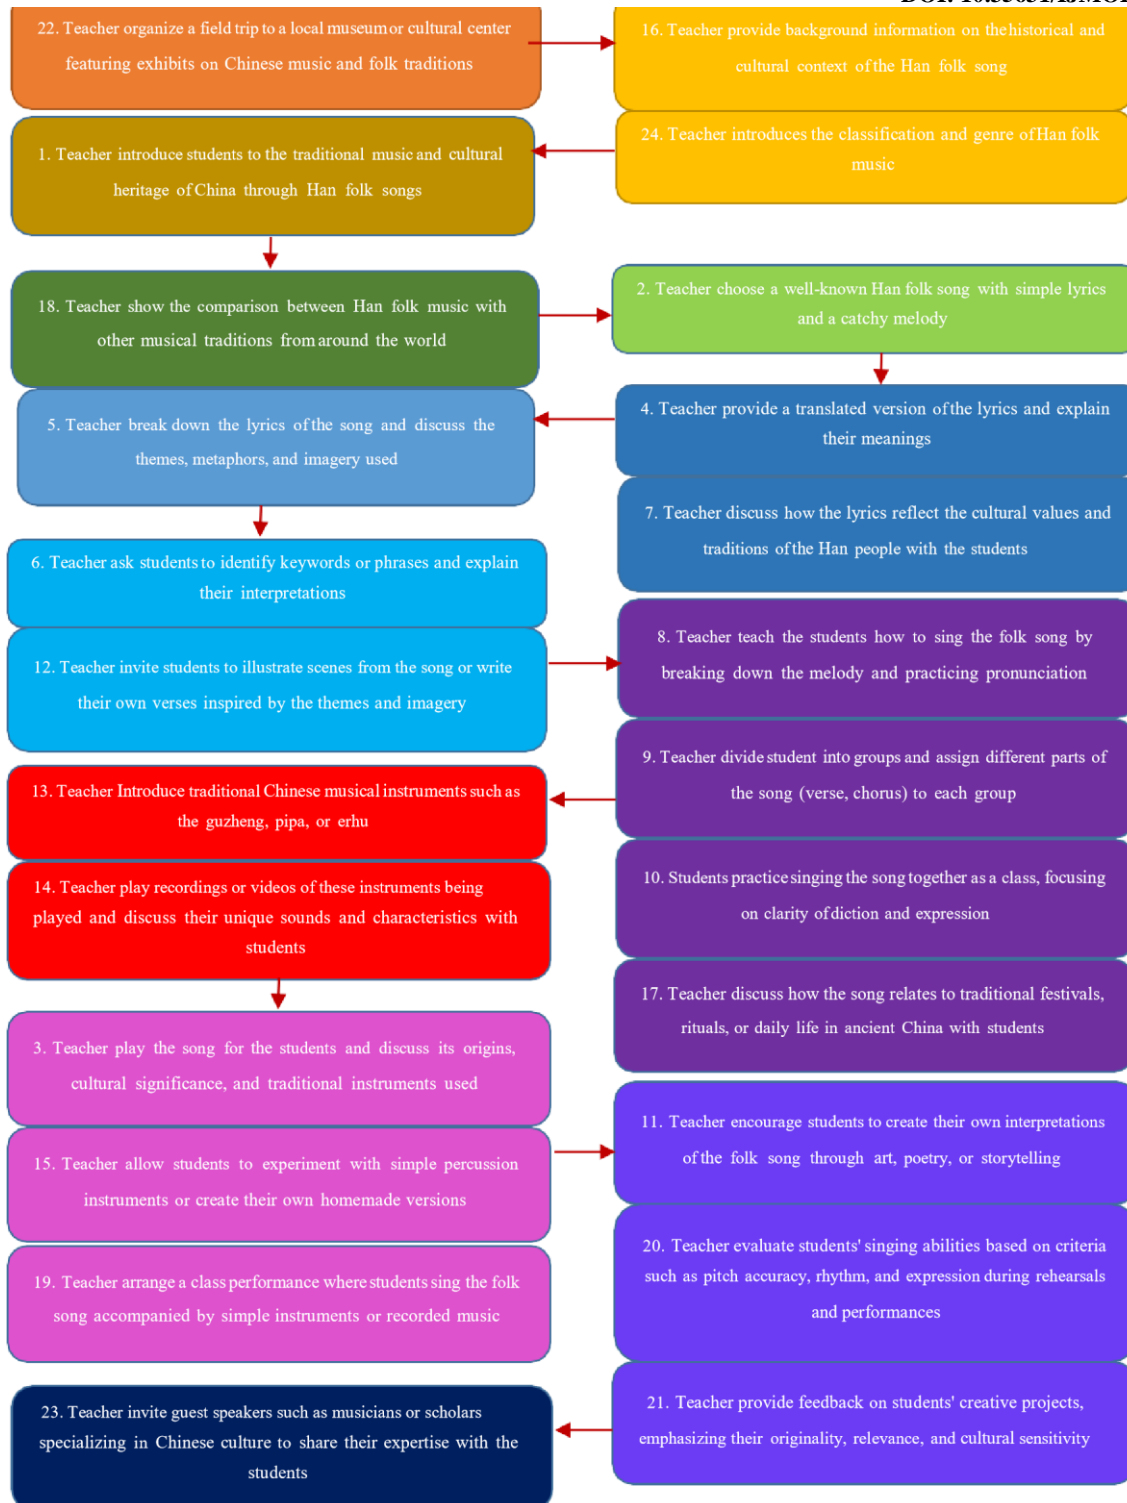 22. Teacher organize a field trip to a local museum or cultural center
featuring exhibits on Chinese music and folk traditions
16. Teacher provide background information on the historical and
cultural context of the Han folk song
24. Teacher introduces the classification and genre of Han folk
music
1. Teacher introduce students to the traditional music and cultural
heritage of China through Han folk songs
18. Teacher show the comparison between Han folk music with
other musical traditions from around the world
2. Teacher choose a well-known Han folk song with simple lyrics
and a catchy melody
4. Teacher provide a translated version of the lyrics and explain
their meanings
5. Teacher break down the lyrics of the song and discuss the
themes, metaphors, and imagery used
7. Teacher discuss how the lyrics reflect the cultural values and
traditions of the Han people with the students
6. Teacher ask students to identify keywords or phrases and explain
their interpretations
12. Teacher invite students to illustrate scenes from the song or write
their own verses inspired by the themes and imagery
8. Teacher teach the students how to sing the folk song by
breaking down the melody and practicing pronunciation
9. Teacher divide student into groups and assign different parts of
the song (verse, chorus) to each group
13. Teacher Introduce traditional Chinese musical instruments such as
the guzheng, pipa, or erhu
10. Students practice singing the song together as a class, focusing
on clarity of diction and expression
14. Teacher play recordings or videos of these instruments being
played and discuss their unique sounds and characteristics with
students
17. Teacher discuss how the song relates to traditional festivals,
rituals, or daily life in ancient China with students
3. Teacher play the song for the students and discuss its origins,
cultural significance, and traditional instruments used
11. Teacher encourage students to create their own interpretations
of the folk song through art, poetry, or storytelling
15. Teacher allow students to experiment with simple percussion
instruments or create their own homemade versions
20. Teacher evaluate students' singing abilities based on criteria
such as pitch accuracy, rhythm, and expression during rehearsals
and performances
19. Teacher arrange a class performance where students sing the folk
song accompanied by simple instruments or recorded music
21. Teacher provide feedback on students' creative projects,
emphasizing their originality, relevance, and cultural sensitivity
23. Teacher invite guest speakers such as musicians or scholars
specializing in Chinese culture to share their expertise with the
students